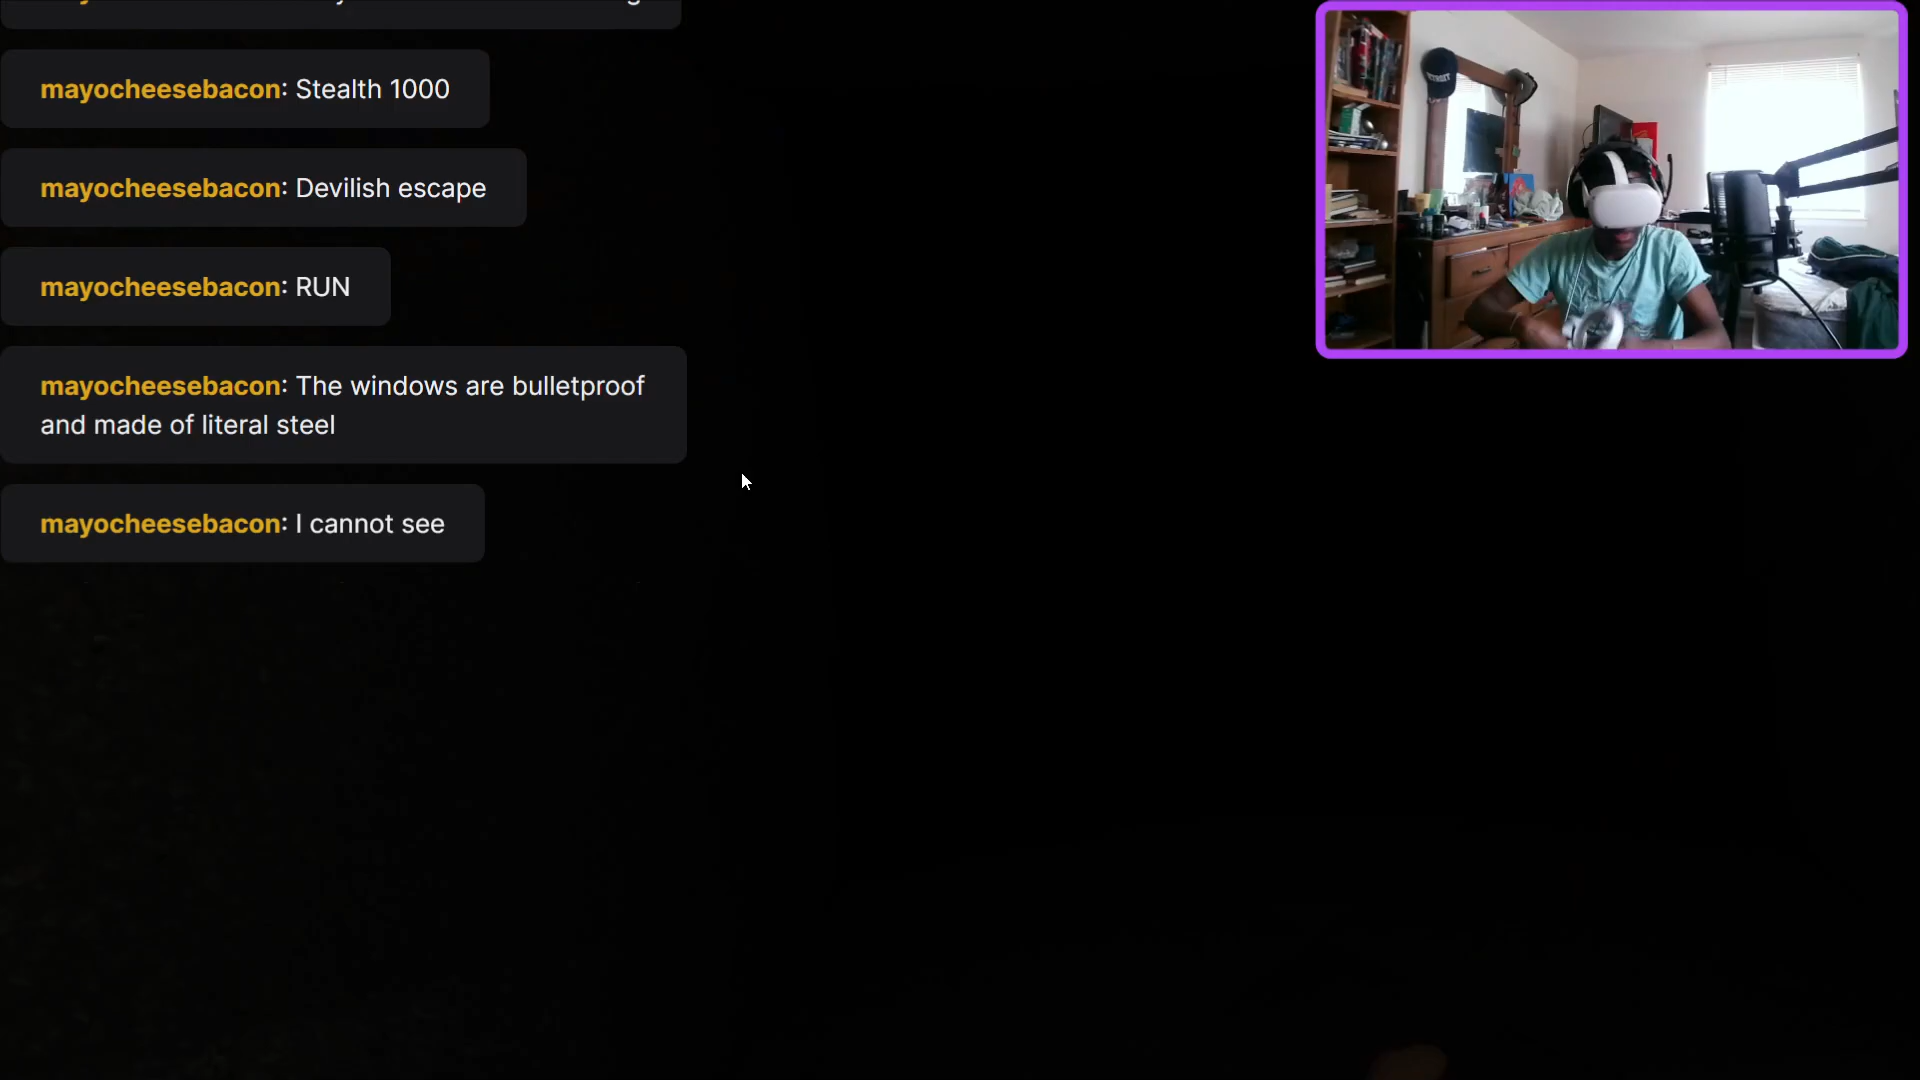 mayocheesebacon: Stealth 1000
mayocheesebacon: Devilish escape
mayocheesebacon: RUN
mayocheesebacon: The windows are bulletproof
and made of literal steel
mayocheesebacon: I cannot see
DETROIT